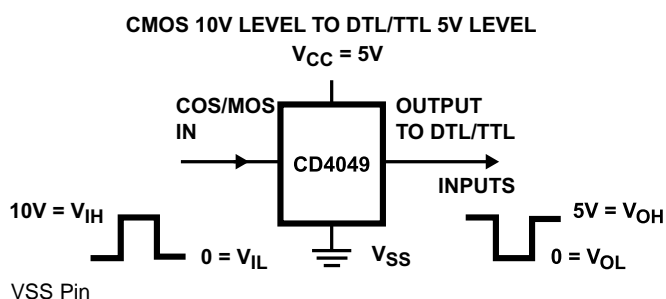 CMOS 10V LEVEL TO DTL/TTL 5V LEVEL
VCC = 5V
COS/MOS
IN
OUTPUT
TO DTL/TTL
CD4049
INPUTS
10V = VIH
0 = VIL
VSS
5V = VOH
0 = VOL
VSS Pin